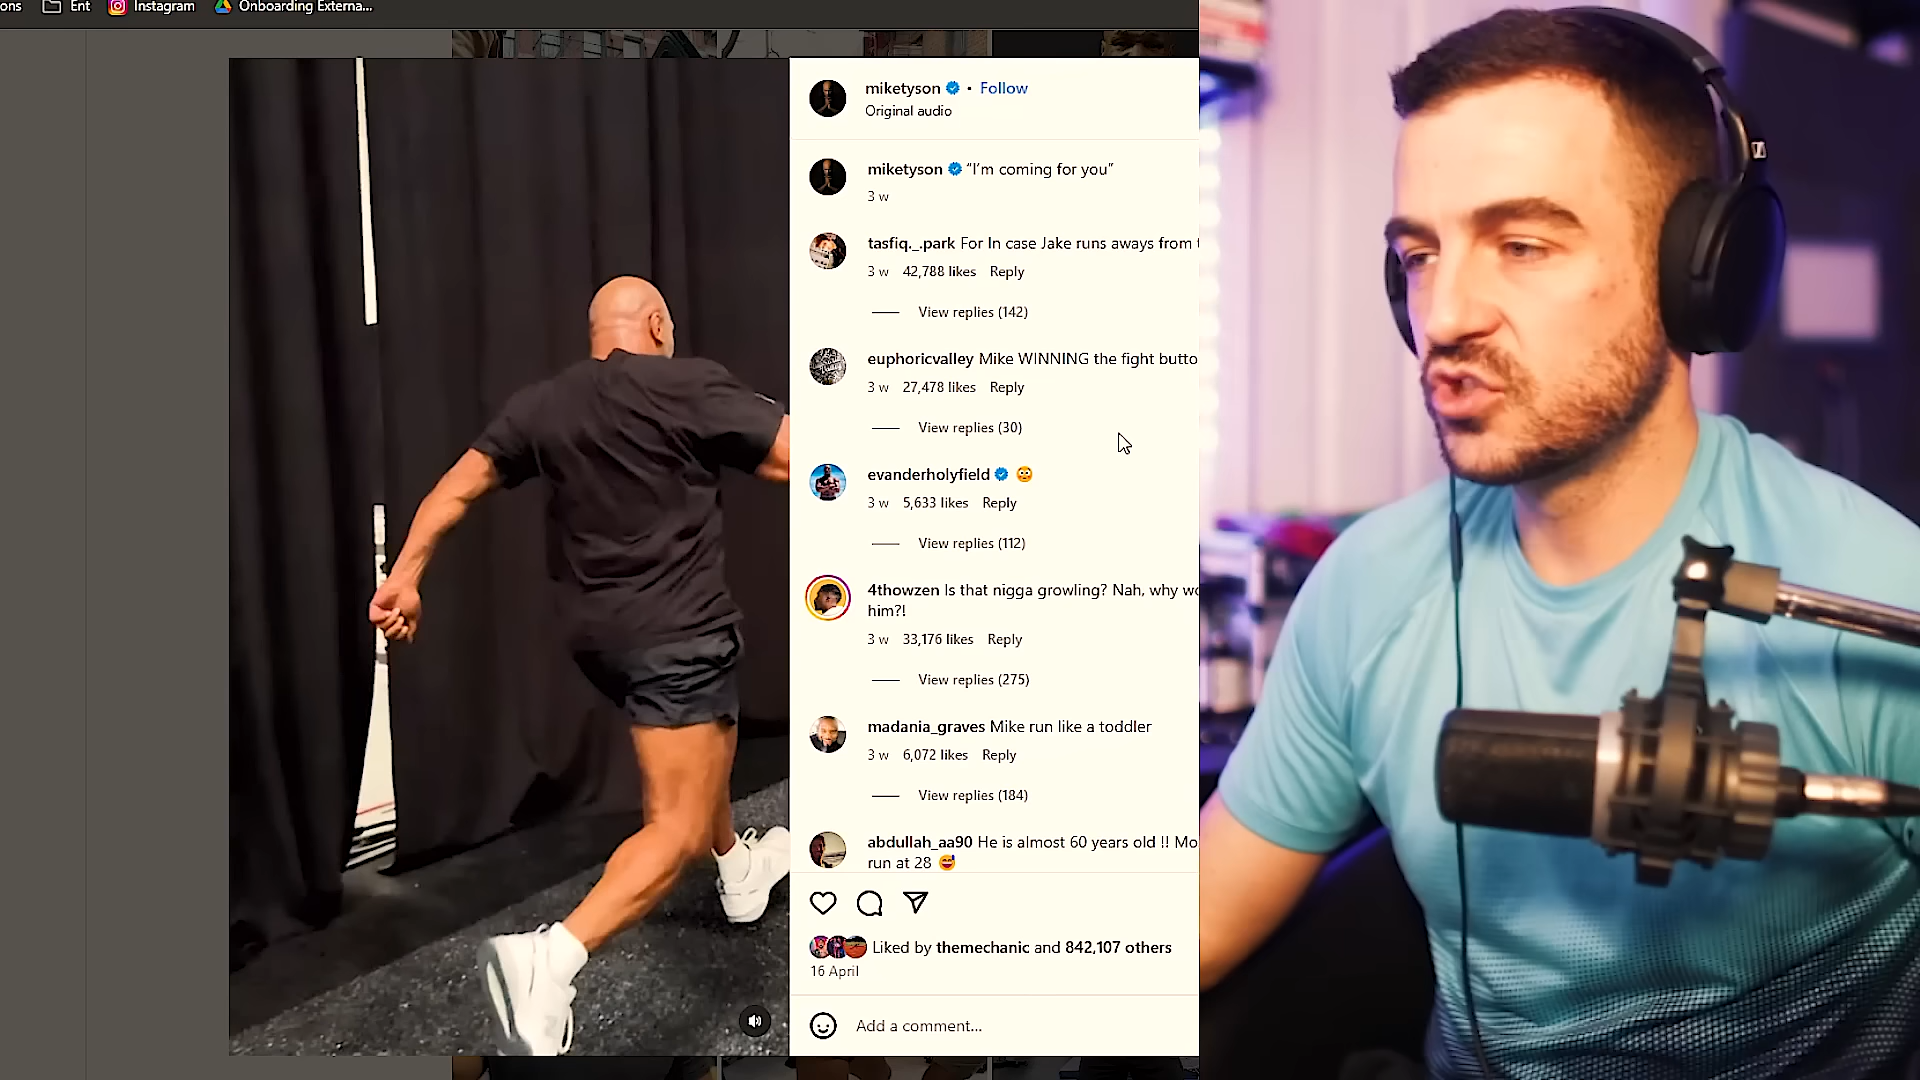 ons Ent Instagram Onboarding Externa...
miketyson • Follow
Original audio
miketyson “I’m coming for you”
3 w
tasfiq._.park For In case Jake runs aways from
3 w 42,788 likes Reply
View replies (142)
euphoricvalley Mike WINNING the fight butto
3 w 27,478 likes Reply
View replies (30)
evanderholyfield 😳
3 w 5,633 likes Reply
View replies (112)
4thowzen Is that nigga growling? Nah, why wo
him?!
3 w 33,176 likes Reply
View replies (275)
madania_graves Mike run like a toddler
3 w 6,072 likes Reply
View replies (184)
abdullah_aa90 He is almost 60 years old !! Mo
run at 28 😅
Liked by themechanic and 842,107 others
16 April
Add a comment...